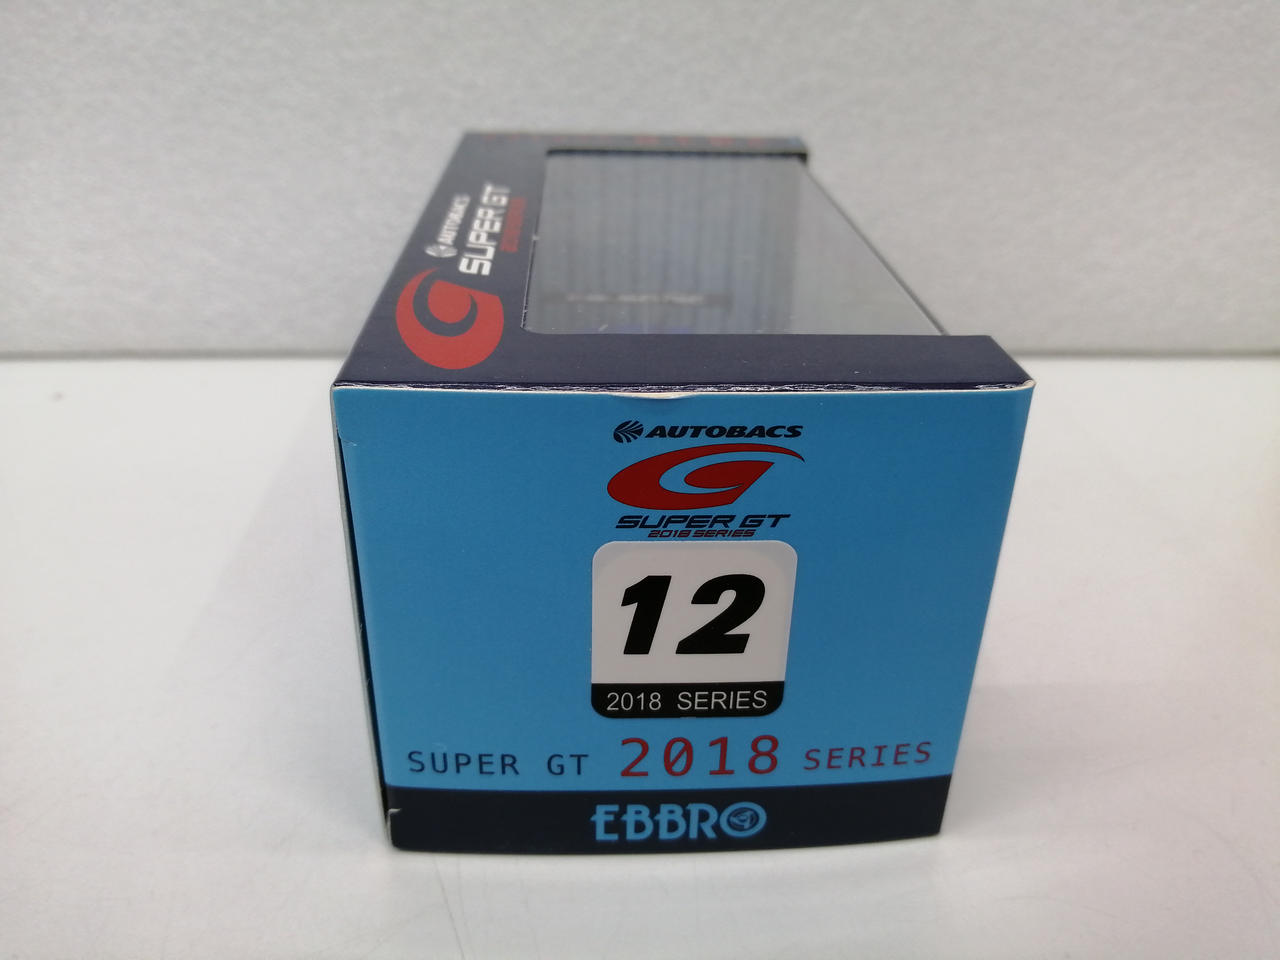 AUTOBACS
SUPER GT
AUTOBACS
SUPER GT
2018 SERIES
12
2018 SERIES
SUPER GT 2018 SERIES
EBBRO